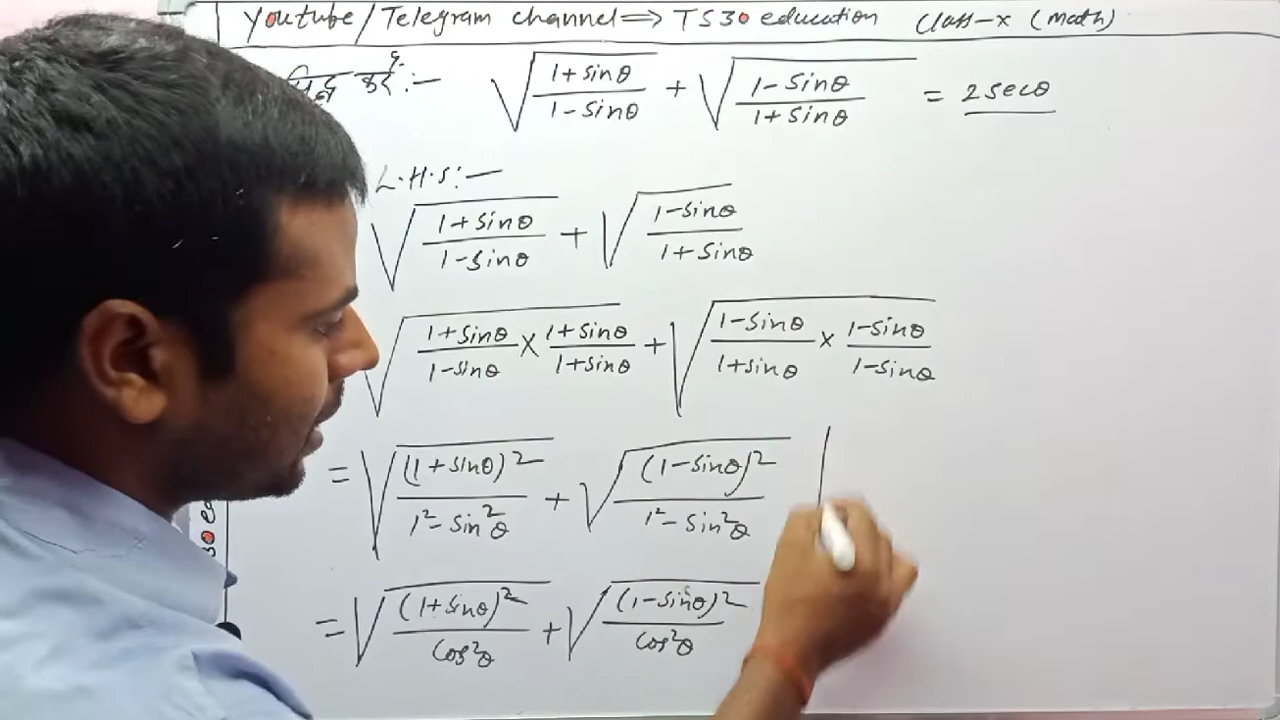 Youtube/Telegram channel⇒ TS30 education Class-x (math)
सिद्ध करें:- √((1+sinθ)/(1-sinθ)) + √((1-sinθ)/(1+sinθ)) = 2secθ
L.H.S:-
√((1+sinθ)/(1-sinθ)) + √((1-sinθ)/(1+sinθ))
√((1+sinθ)/(1-sinθ) × (1+sinθ)/(1+sinθ)) + √((1-sinθ)/(1+sinθ) × (1-sinθ)/(1-sinθ))
= √((1+sinθ)²/(1²-sin²θ)) + √((1-sinθ)²/(1²-sin²θ))
= √((1+sinθ)²/cos²θ) + √((1-sinθ)²/cos²θ)